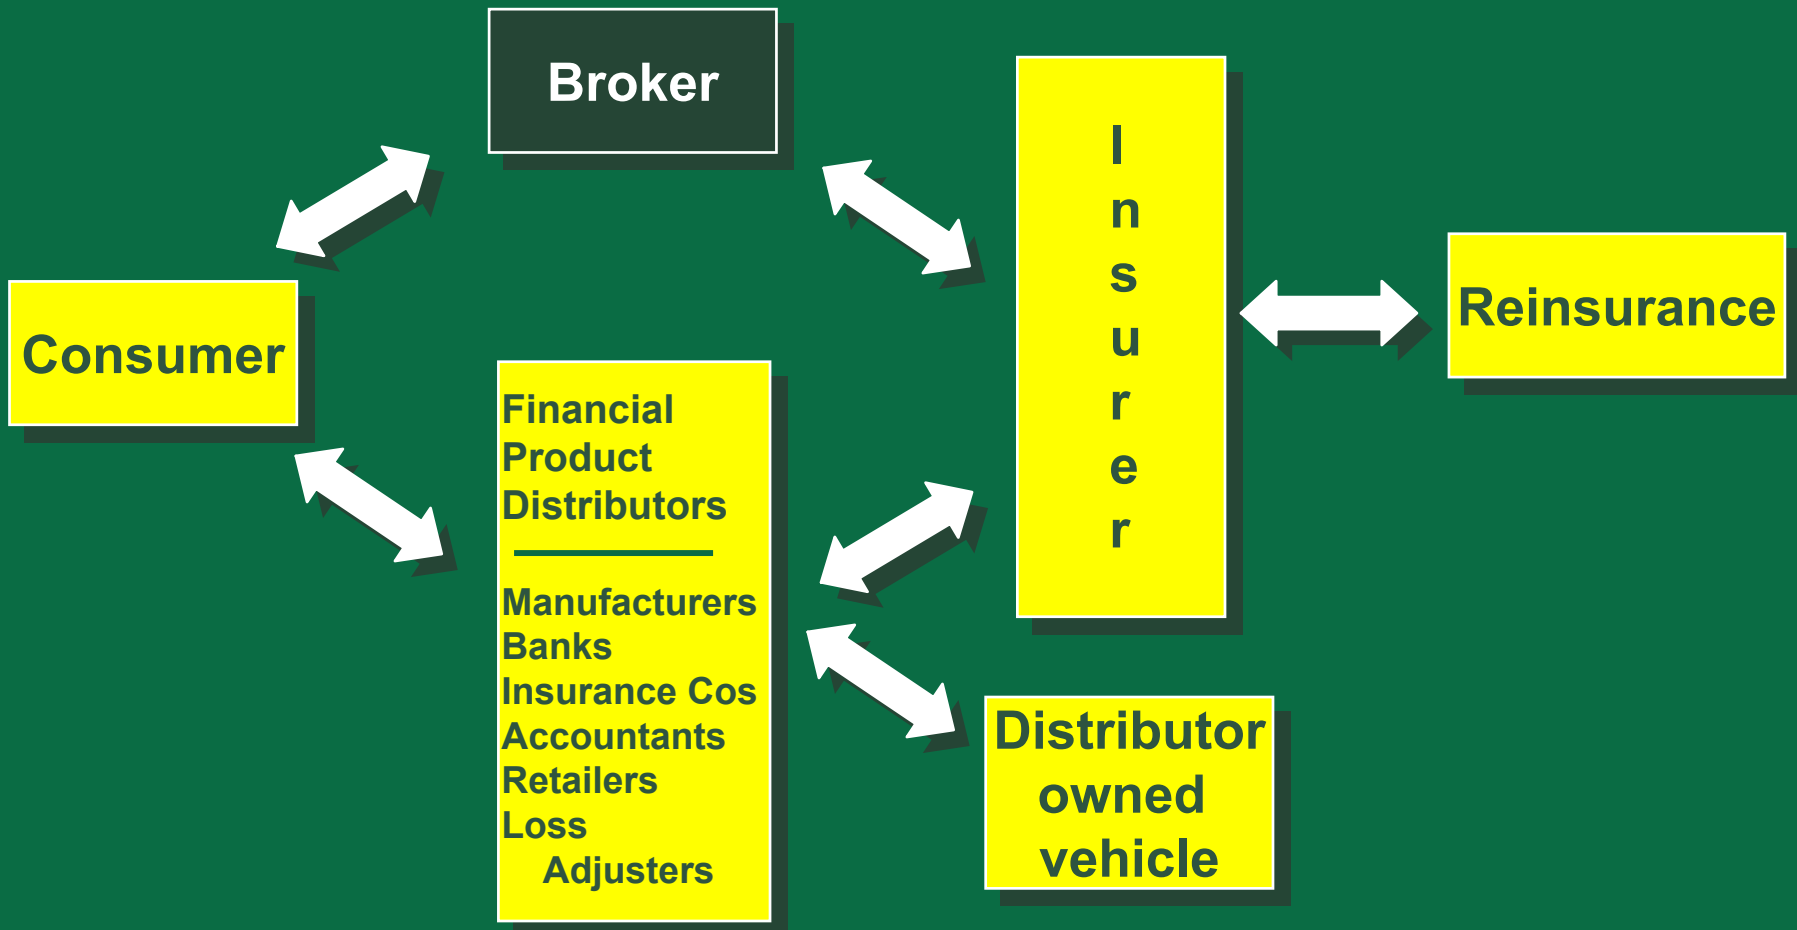 Broker
Consumer
Financial
Product
Distributors
Manufacturers
Banks
Insurance Cos
Accountants
Retailers
Loss
Adjusters
I
n
s
u
r
e
r
Reinsurance
Distributor
owned
vehicle